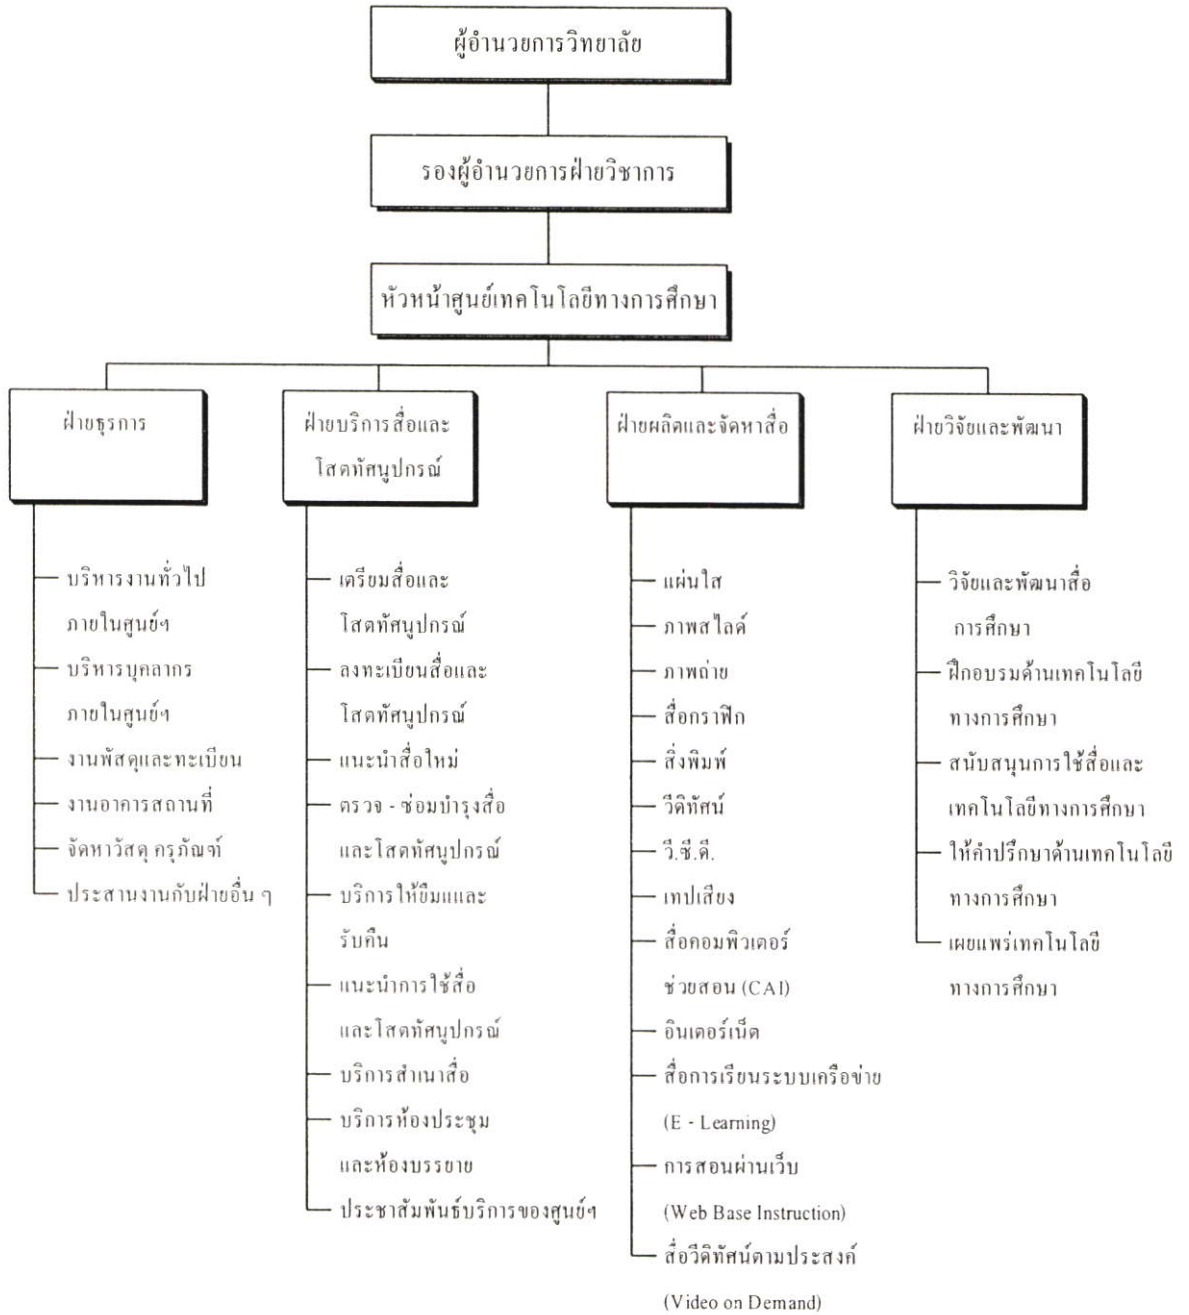 ผู้อำนวยการวิทยาลัย
รองผู้อำนวยการฝ่ายวิชาการ
หัวหน้าศูนย์เทคโนโลยีทางการศึกษา
ฝ่ายธุรการ
บริหารงานทั่วไป
ภายในศูนย์ฯ
บริหารบุคลากร
ภายในศูนย์ฯ
งานพัสดุและทะเบียน
งานอาคารสถานที่
จัดหาวัสดุ ครุภัณฑ์
ประสานงานกับฝ่ายอื่น ๆ
ฝ่ายบริการสื่อและ
โสตทัศนูปกรณ์
เตรียมสื่อและ
โสตทัศนูปกรณ์
ลงทะเบียนสื่อและ
โสตทัศนูปกรณ์
แนะนำสื่อใหม่
ตรวจ - ซ่อมบำรุงสื่อ
และโสตทัศนูปกรณ์
บริการให้ยืมแและ
รับคืน
แนะนำการใช้สื่อ
และโสตทัศนูปกรณ์
บริการสำเนาสื่อ
บริการห้องประชุม
และห้องบรรยาย
ประชาสัมพันธ์บริการของศูนย์ฯ
ฝ่ายผลิตและจัดหาสื่อ
แผ่นใส
ภาพสไลด์
ภาพถ่าย
สื่อกราฟิก
สิ่งพิมพ์
วีดิทัศน์
วี.ซี.ดี.
เทปเสียง
สื่อคอมพิวเตอร์
ช่วยสอน (CAI)
อินเตอร์เน็ต
สื่อการเรียนระบบเครือข่าย
(E - Learning)
การสอนผ่านเว็บ
(Web Base Instruction)
สื่อวีดิทัศน์ตามประสงค์
(Video on Demand)
ฝ่ายวิจัยและพัฒนา
วิจัยและพัฒนาสื่อ
การศึกษา
ฝึกอบรมด้านเทคโนโลยี
ทางการศึกษา
สนับสนุนการใช้สื่อและ
เทคโนโลยีทางการศึกษา
ให้คำปรึกษาด้านเทคโนโลยี
ทางการศึกษา
เผยแพร่เทคโนโลยี
ทางการศึกษา